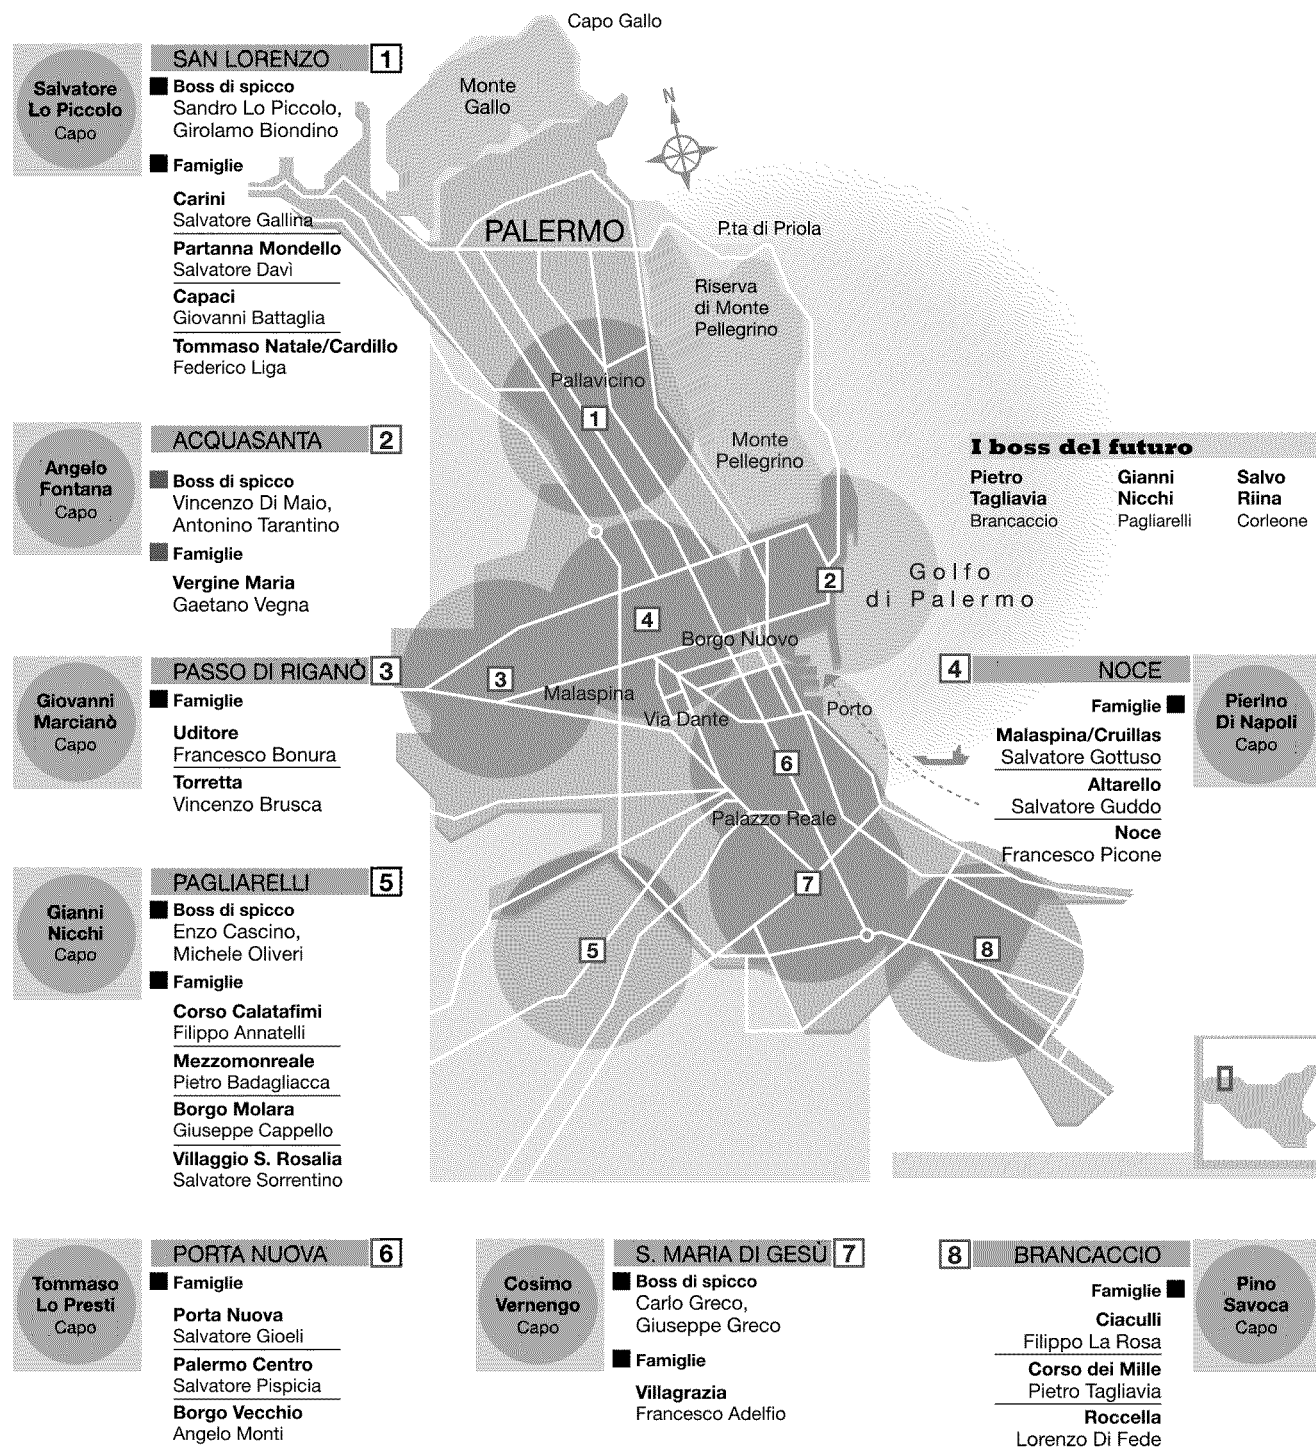 Capo Gallo
Monte
Gallo
N
PALERMO
P.ta di Priola
Riserva
di Monte
Pellegrino
Pallavicino
1
Monte
Pellegrino
2
Golfo
di Palermo
4
Borgo Nuovo
3
Malaspina
Via Dante
Porto
6
Palazzo Reale
7
5
8
Salvatore
Lo Piccolo
Capo
SAN LORENZO 1
Boss di spicco
Sandro Lo Piccolo,
Girolamo Biondino
Famiglie
Carini
Salvatore Gallina
Partanna Mondello
Salvatore Davì
Capaci
Giovanni Battaglia
Tommaso Natale/Cardillo
Federico Liga
Angelo
Fontana
Capo
ACQUASANTA 2
Boss di spicco
Vincenzo Di Maio,
Antonino Tarantino
Famiglie
Vergine Maria
Gaetano Vegna
Giovanni
Marcianò
Capo
PASSO DI RIGANÒ 3
Famiglie
Uditore
Francesco Bonura
Torretta
Vincenzo Brusca
Gianni
Nicchi
Capo
PAGLIARELLI 5
Boss di spicco
Enzo Cascino,
Michele Oliveri
Famiglie
Corso Calatafimi
Filippo Annatelli
Mezzomonreale
Pietro Badagliacca
Borgo Molara
Giuseppe Cappello
Villaggio S. Rosalia
Salvatore Sorrentino
I boss del futuro
Pietro
Tagliavia
Brancaccio
Gianni
Nicchi
Pagliarelli
Salvo
Riina
Corleone
4 NOCE
Pierino
Di Napoli
Capo
Famiglie
Malaspina/Cruillas
Salvatore Gottuso
Altarello
Salvatore Guddo
Noce
Francesco Picone
Tommaso
Lo Presti
Capo
PORTA NUOVA 6
Famiglie
Porta Nuova
Salvatore Gioeli
Palermo Centro
Salvatore Pispicia
Borgo Vecchio
Angelo Monti
Cosimo
Vernengo
Capo
S. MARIA DI GESÙ 7
Boss di spicco
Carlo Greco,
Giuseppe Greco
Famiglie
Villagrazia
Francesco Adelfio
8 BRANCACCIO
Pino
Savoca
Capo
Famiglie
Ciaculli
Filippo La Rosa
Corso dei Mille
Pietro Tagliavia
Roccella
Lorenzo Di Fede